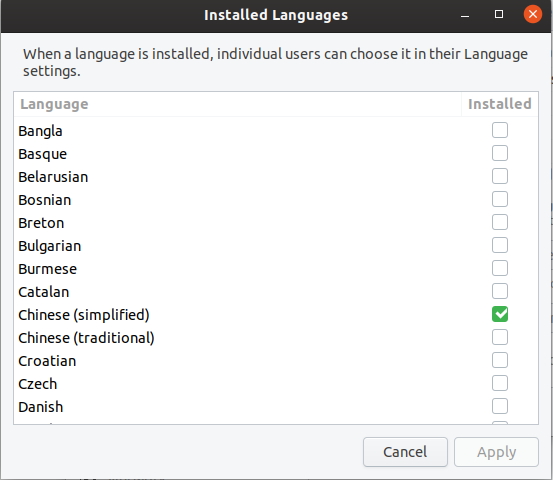 Installed Languages
When a language is installed, individual users can choose it in their Language
settings.
Language Installed
Bangla
Basque
Belarusian
Bosnian
Breton
Bulgarian
Burmese
Catalan
Chinese (simplified)
Chinese (traditional)
Croatian
Czech
Danish
Cancel Apply